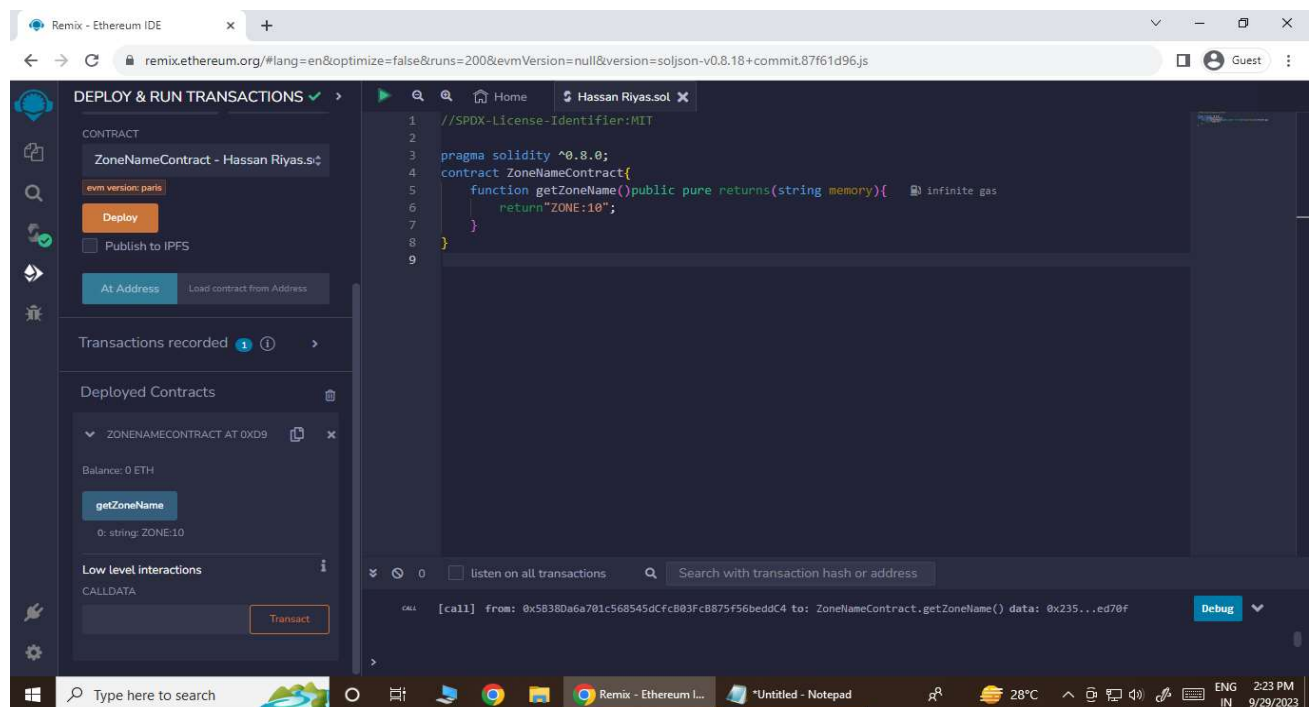 Remix - Ethereum IDE
remix.ethereum.org/#lang=en&optimize=false&runs=200&evmVersion=null&version=soljson-v0.8.18+commit.87f61d96.js
Guest
DEPLOY & RUN TRANSACTIONS
CONTRACT
ZoneNameContract - Hassan Riyas.s
evm version: paris
Deploy
Publish to IPFS
At Address Load contract from Address
Transactions recorded 1 i
Deployed Contracts
ZONENAMECONTRACT AT 0XD9
Balance: 0 ETH
getZoneName
0: string: ZONE:10
Low level interactions
CALLDATA
Transact
Home Hassan Riyas.sol
1 //SPDX-License-Identifier:MIT
2
3 pragma solidity ^0.8.0;
4 contract ZoneNameContract{
5 function getZoneName()public pure returns(string memory){ infinite gas
6 return"ZONE:10";
7 }
8 }
9
0 listen on all transactions Search with transaction hash or address
CALL [call] from: 0x5B38Da6a701c568545dCfcB03FcB875f56beddC4 to: ZoneNameContract.getZoneName() data: 0x235...ed70f Debug
>
Type here to search
Remix - Ethereum I...
*Untitled - Notepad
28°C
ENG
IN
2:23 PM
9/29/2023